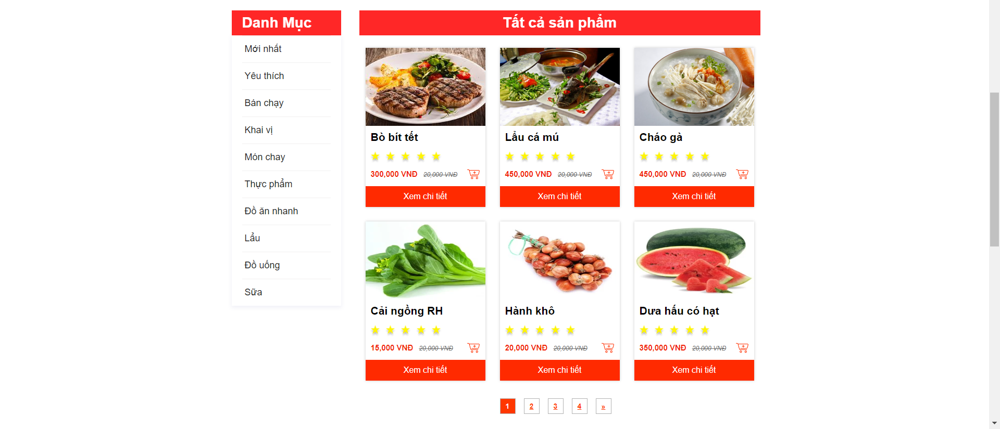 Danh Mục
Mới nhất
Yêu thích
Bán chạy
Khai vị
Món chay
Thực phẩm
Đồ ăn nhanh
Lẩu
Đồ uống
Sữa
Tất cả sản phẩm
Bò bít tết
300,000 VNĐ 20,000 VNĐ
Xem chi tiết
Lẩu cá mú
450,000 VNĐ 20,000 VNĐ
Xem chi tiết
Cháo gà
450,000 VNĐ 20,000 VNĐ
Xem chi tiết
Cải ngồng RH
15,000 VNĐ 20,000 VNĐ
Xem chi tiết
Hành khô
20,000 VNĐ 20,000 VNĐ
Xem chi tiết
Dưa hấu có hạt
350,000 VNĐ 20,000 VNĐ
Xem chi tiết
1 2 3 4 »